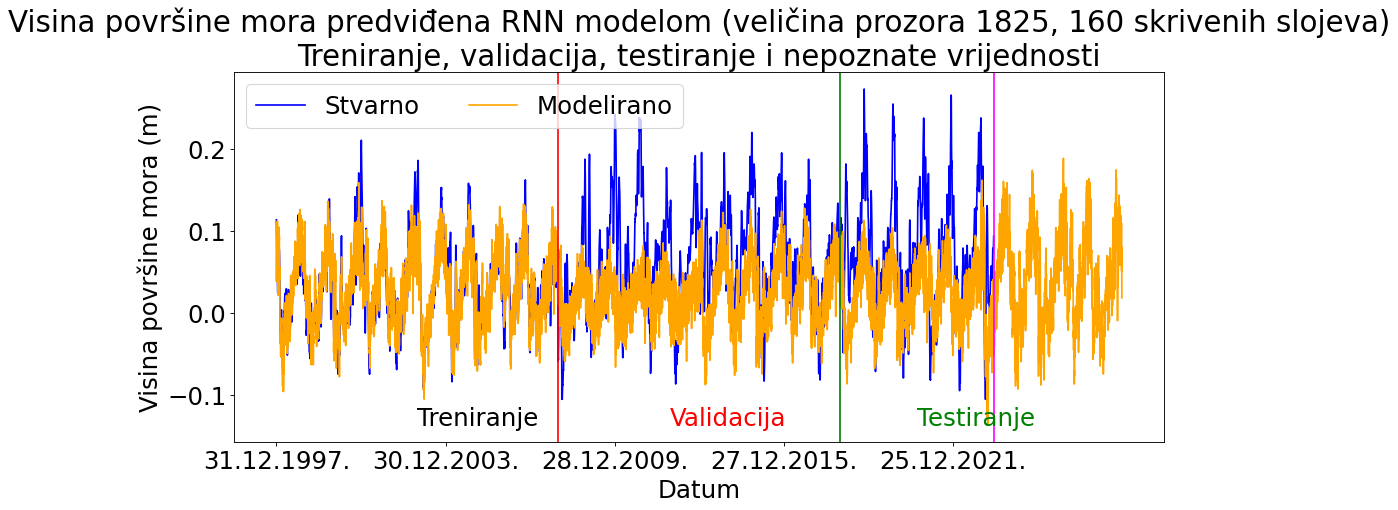 Visina površine mora predviđena RNN modelom (veličina prozora 1825, 160 skrivenih slojeva)
Treniranje, validacija, testiranje i nepoznate vrijednosti
Stvarno
Modelirano
Visina površine mora (m)
0.2
0.1
0.0
−0.1
Treniranje
Validacija
Testiranje
31.12.1997.
30.12.2003.
28.12.2009.
27.12.2015.
25.12.2021.
Datum